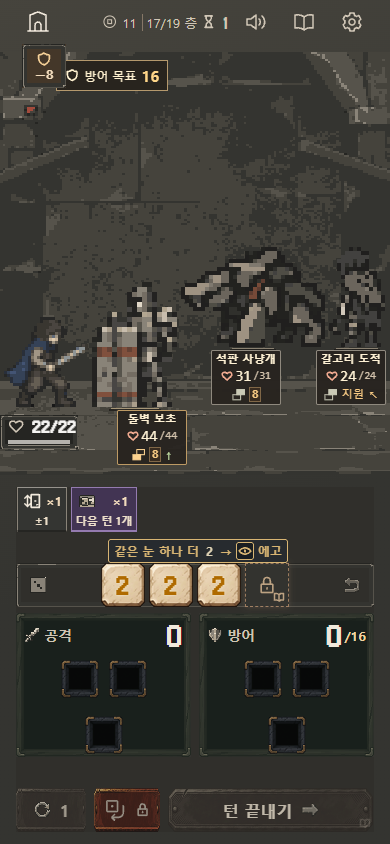 11 17/19 층 1
-8
방어 목표 16
석판 사냥개
31/31
8
갈고리 도적
24/24
지원 ↖
22/22
돌벽 보초
44/44
8 ↑
×1
±1
×1
다음 턴 1개
같은 눈 하나 더 2 → 예고
2 2 2
공격 0
방어 0/16
1
턴 끝내기 ➡